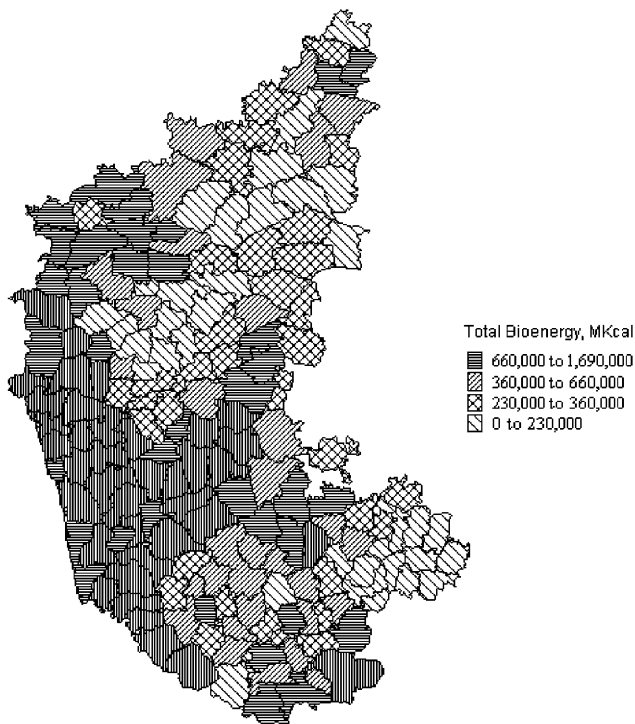 Total Bioenergy, MKcal
660,000 to 1,690,000
360,000 to 660,000
230,000 to 360,000
0 to 230,000